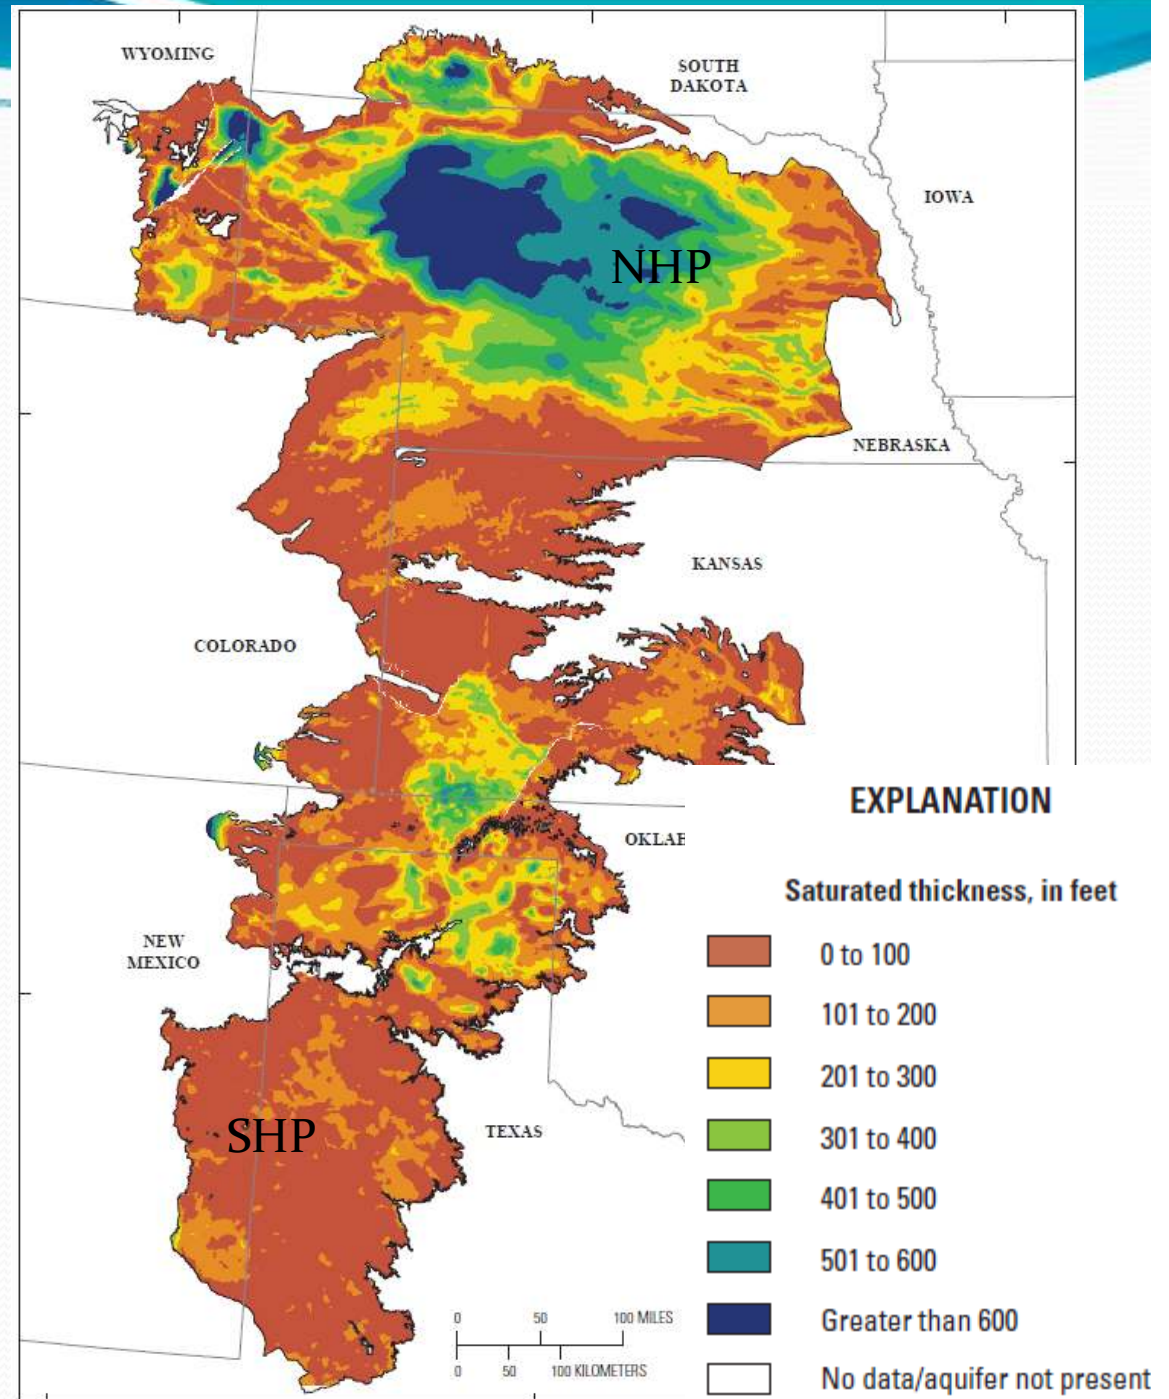 WYOMING
SOUTH
DAKOTA
IOWA
NHP
NEBRASKA
KANSAS
COLORADO
EXPLANATION
OKLAH
Saturated thickness, in feet
NEW
MEXICO
0 to 100
101 to 200
201 to 300
SHP
TEXAS
301 to 400
401 to 500
501 to 600
0 50 100 MILES
Greater than 600
0 50 100 KILOMETERS
No data/aquifer not present